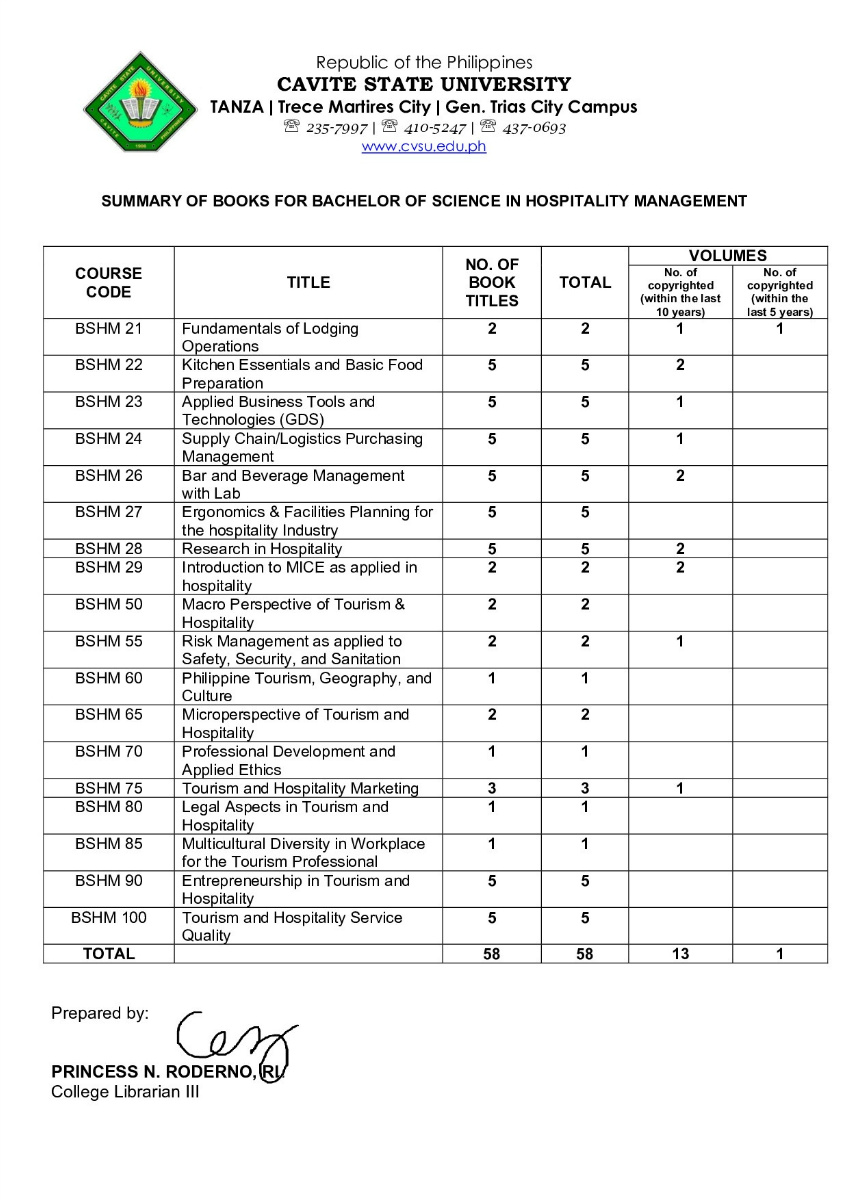 CAVITE STATE UNIVERSITY
CAVITE
PHILIPPINES
1906
Republic of the Philippines
CAVITE STATE UNIVERSITY
TANZA | Trece Martires City | Gen. Trias City Campus
☏ 235-7997 | ☏ 410-5247 | ☏ 437-0693
www.cvsu.edu.ph
SUMMARY OF BOOKS FOR BACHELOR OF SCIENCE IN HOSPITALITY MANAGEMENT
COURSE CODE TITLE NO. OF BOOK TITLES TOTAL VOLUMES
No. of copyrighted (within the last 10 years) No. of copyrighted (within the last 5 years)
BSHM 21 Fundamentals of Lodging 2 2 1 1
Operations
BSHM 22 Kitchen Essentials and Basic Food 5 5 2
Preparation
BSHM 23 Applied Business Tools and 5 5 1
Technologies (GDS)
BSHM 24 Supply Chain/Logistics Purchasing 5 5 1
Management
BSHM 26 Bar and Beverage Management 5 5 2
with Lab
BSHM 27 Ergonomics & Facilities Planning for 5 5
the hospitality Industry
BSHM 28 Research in Hospitality 5 5 2
BSHM 29 Introduction to MICE as applied in 2 2 2
hospitality
BSHM 50 Macro Perspective of Tourism & 2 2
Hospitality
BSHM 55 Risk Management as applied to 2 2 1
Safety, Security, and Sanitation
BSHM 60 Philippine Tourism, Geography, and 1 1
Culture
BSHM 65 Microperspective of Tourism and 2 2
Hospitality
BSHM 70 Professional Development and 1 1
Applied Ethics
BSHM 75 Tourism and Hospitality Marketing 3 3 1
BSHM 80 Legal Aspects in Tourism and 1 1
Hospitality
BSHM 85 Multicultural Diversity in Workplace 1 1
for the Tourism Professional
BSHM 90 Entrepreneurship in Tourism and 5 5
Hospitality
BSHM 100 Tourism and Hospitality Service 5 5
Quality
TOTAL 58 58 13 1
Prepared by:
PRINCESS N. RODERNO, RL
College Librarian III